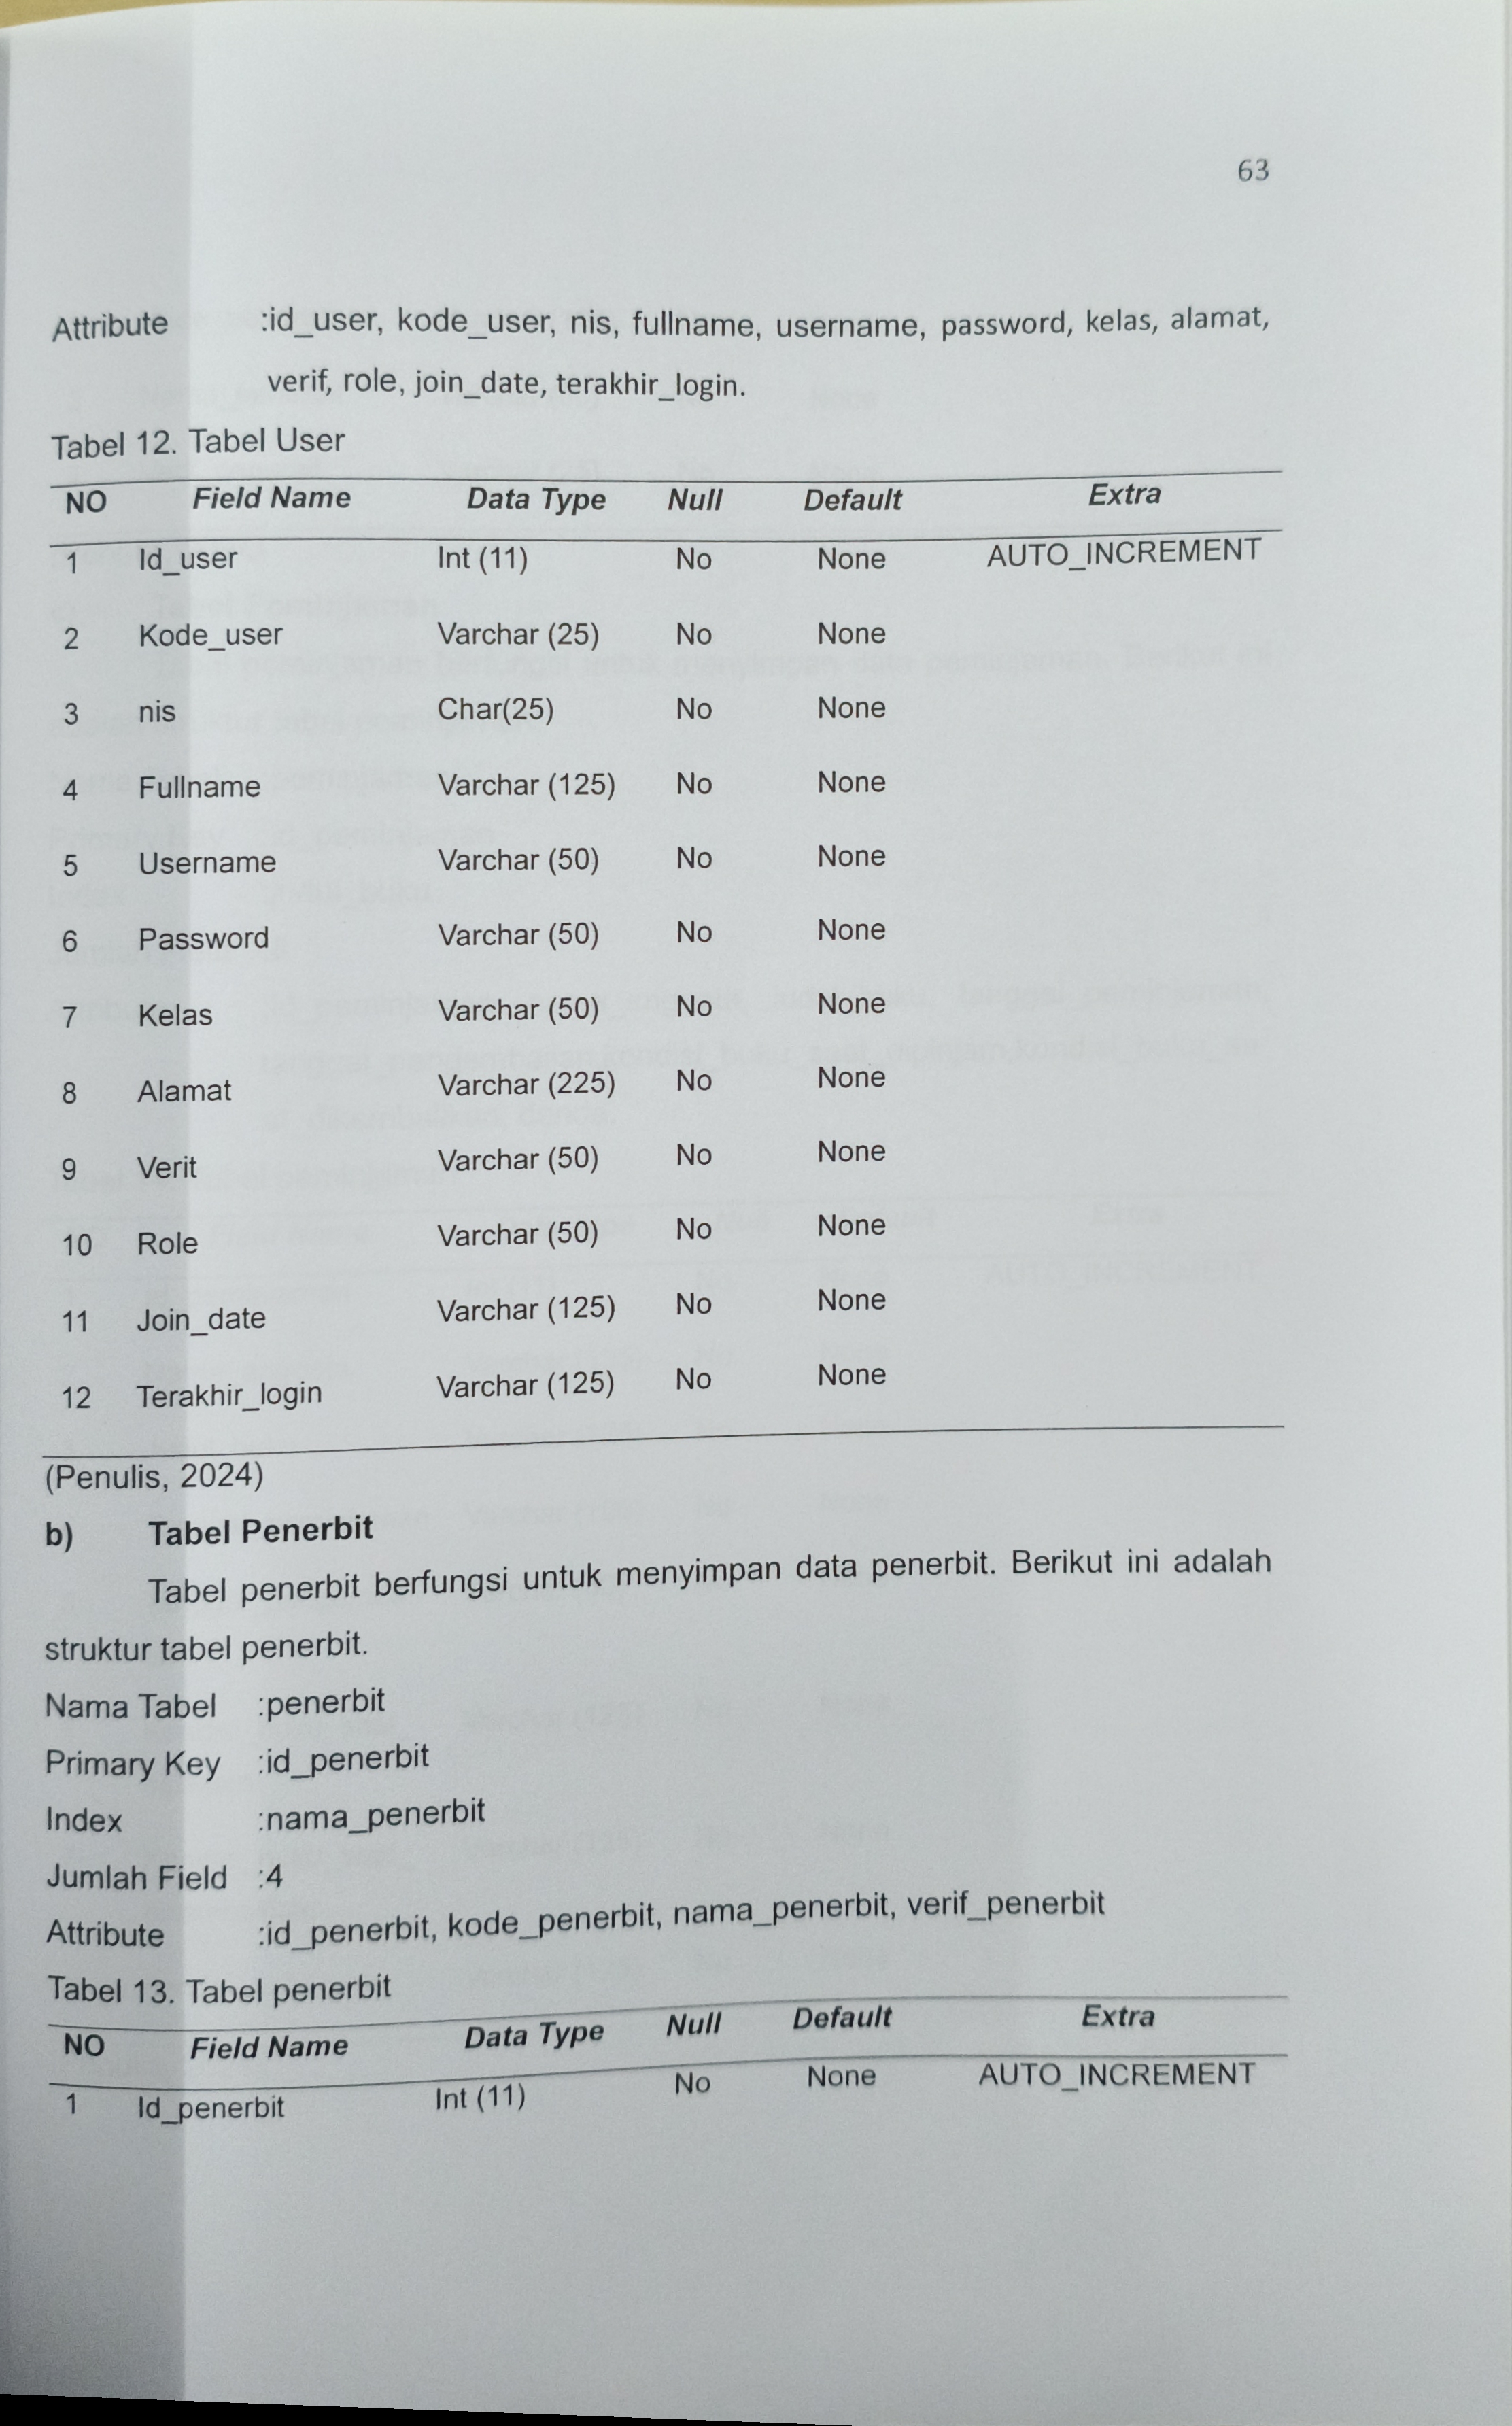 63
Attribute :id_user, kode_user, nis, fullname, username, password, kelas, alamat,
verif, role, join_date, terakhir_login.
Tabel 12. Tabel User
NO Field Name Data Type Null Default Extra
1 Id_user Int (11) No None AUTO_INCREMENT
2 Kode_user Varchar (25) No None
3 nis Char(25) No None
4 Fullname Varchar (125) No None
5 Username Varchar (50) No None
6 Password Varchar (50) No None
7 Kelas Varchar (50) No None
8 Alamat Varchar (225) No None
9 Verit Varchar (50) No None
10 Role Varchar (50) No None
11 Join_date Varchar (125) No None
12 Terakhir_login Varchar (125) No None
(Penulis, 2024)
b) Tabel Penerbit
Tabel penerbit berfungsi untuk menyimpan data penerbit. Berikut ini adalah
struktur tabel penerbit.
Nama Tabel :penerbit
Primary Key :id_penerbit
Index :nama_penerbit
Jumlah Field :4
Attribute :id_penerbit, kode_penerbit, nama_penerbit, verif_penerbit
Tabel 13. Tabel penerbit
NO Field Name Data Type Null Default Extra
1 Id_penerbit Int (11) No None AUTO_INCREMENT